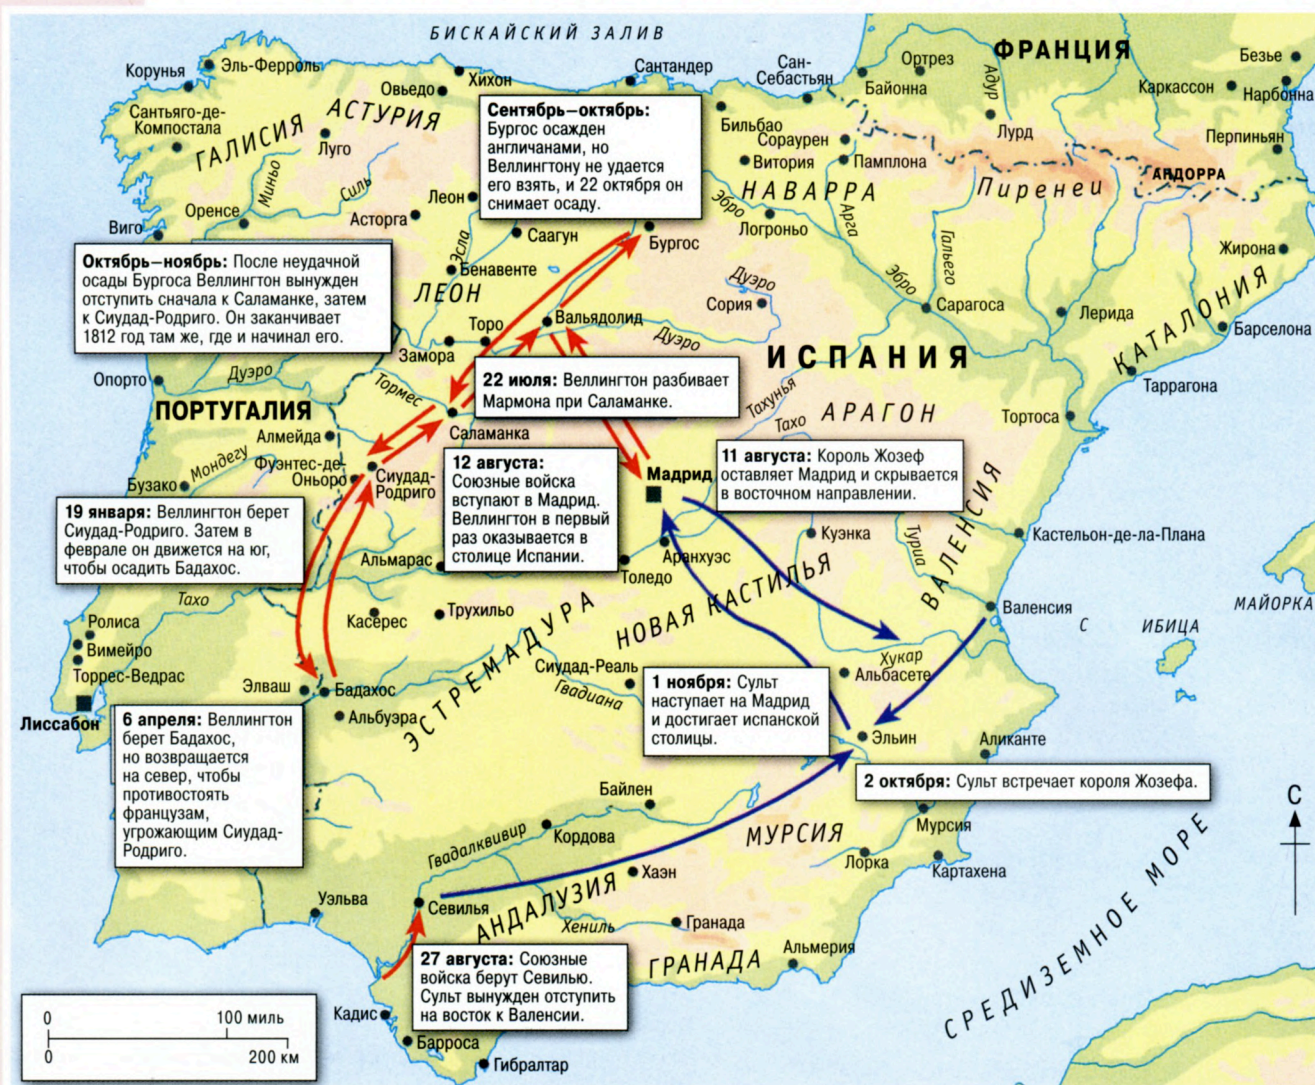 БИСКАЙСКИЙ ЗАЛИВ
ФРАНЦИЯ
Корунья
Эль-Ферроль
Хихон
Овьедо
Сантандер
Сан-
Себастьян
Байонна
Ортрез
Адур
Лурд
Безье
Каркассон
Нарбонна
Перпиньян
Сантьяго-де-
Компостала
ГАЛИСИЯ
АСТУРИЯ
Луго
Миньо
Силь
Оренсе
Виго
Асторга
Леон
Эсла
Саагун
Бенавенте
ЛЕОН
Сентябрь–октябрь:
Бургос осажден
англичанами, но
Веллингтону не удается
его взять, и 22 октября он
снимает осаду.
Бильбао
Сораурен
Витория
Памплона
НАВАРРА
Пиренеи
АНДОРРА
Эбро
Логроньо
Арга
Гальего
Эбро
Бургос
Жирона
Октябрь–ноябрь: После неудачной
осады Бургоса Веллингтон вынужден
отступить сначала к Саламанке, затем
к Сиудад-Родриго. Он заканчивает
1812 год там же, где и начинал его.
Дуэро
Сория
Сарагоса
Лерида
КАТАЛОНИЯ
Барселона
Таррагона
Торо
Замора
Вальядолид
Дуэро
ИСПАНИЯ
Опорто
Дуэро
Тормес
22 июля: Веллингтон разбивает
Мармона при Саламанке.
Тахунья
Тахо
АРАГОН
Тортоса
ПОРТУГАЛИЯ
Алмейда
Саламанка
Мондегу
Фуэнтес-де-
Оньоро
Сиудад-
Родриго
Бузако
12 августа:
Союзные войска
вступают в Мадрид.
Веллингтон в первый
раз оказывается в
столице Испании.
Мадрид
11 августа: Король Жозеф
оставляет Мадрид и скрывается
в восточном направлении.
19 января: Веллингтон берет
Сиудад-Родриго. Затем в
феврале он движется на юг,
чтобы осадить Бадахос.
Альмарас
Толедо
Аранхуэс
Куэнка
Туриа
ВАЛЕНСИЯ
Кастельон-де-ла-Плана
Тахо
Касерес
Трухильо
НОВАЯ КАСТИЛЬЯ
Валенсия
С
ИБИЦА
МАЙОРКА
Ролиса
Вимейро
Торрес-Ведрас
Лиссабон
Элваш
Бадахос
Альбуэра
ЭСТРЕМАДУРА
Сиудад-Реаль
Гвадиана
Хукар
Альбасете
1 ноября: Сульт
наступает на Мадрид
и достигает испанской
столицы.
Эльин
Аликанте
6 апреля: Веллингтон
берет Бадахос,
но возвращается
на север, чтобы
противостоять
французам,
угрожающим Сиудад-
Родриго.
2 октября: Сульт встречает короля Жозефа.
Байлен
Гвадалквивир
Кордова
МУРСИЯ
Мурсия
Лорка
Картахена
С
Хаэн
Уэльва
Севилья
АНДАЛУЗИЯ
Хениль
Гранада
ГРАНАДА
Альмерия
СРЕДИЗЕМНОЕ МОРЕ
27 августа: Союзные
войска берут Севилью.
Сульт вынужден отступить
на восток к Валенсии.
Кадис
Барроса
Гибралтар
0 100 миль
0 200 км